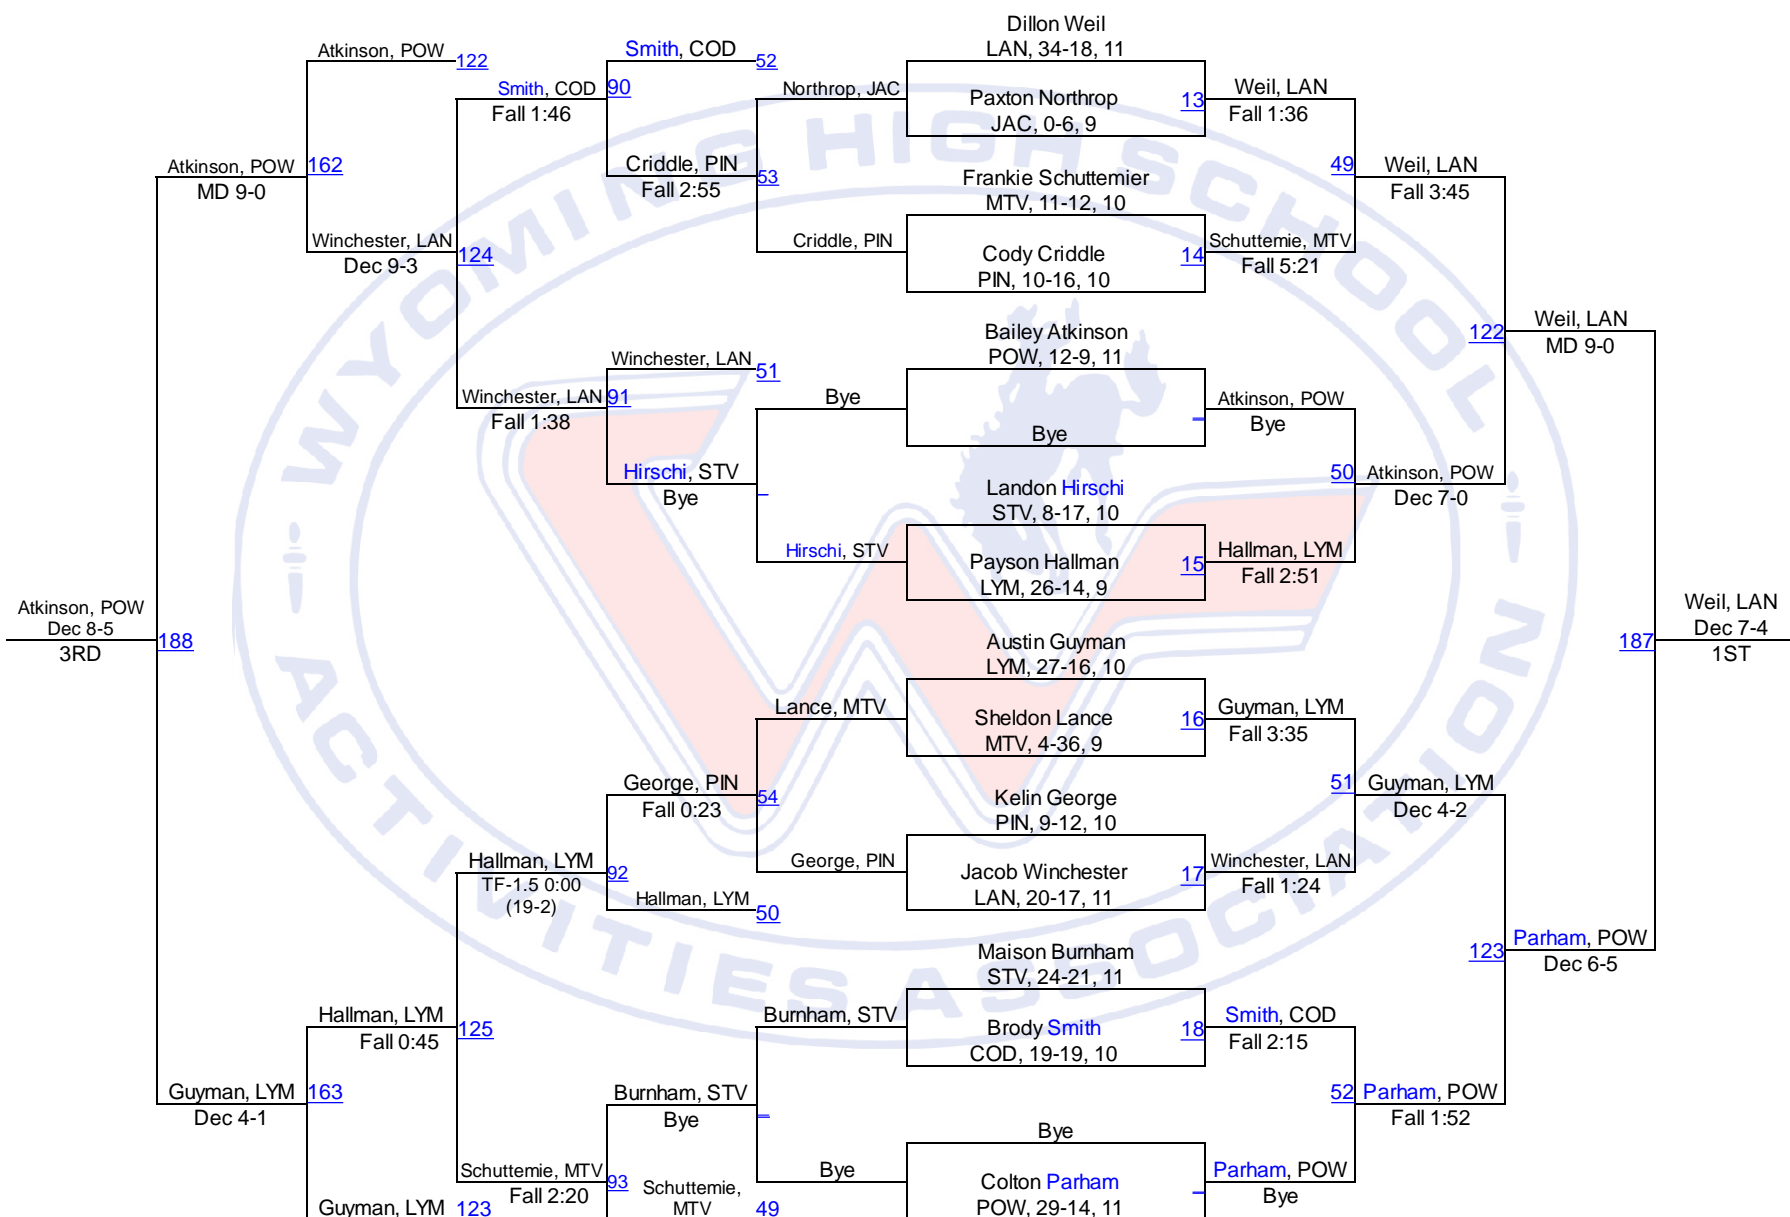 Dillon Weil
Atkinson, POW 122 Smith, COD 52 LAN, 34-18, 11
Smith, COD 90 Northrop, JAC Paxton Northrop 13 Weil, LAN
Fall 1:46 JAC, 0-6, 9 Fall 1:36
Atkinson, POW 162 Criddle, PIN 53 Frankie Schuttemier 49 Weil, LAN
MD 9-0 Fall 2:55 MTV, 11-12, 10 Fall 3:45
Winchester, LAN 124 Criddle, PIN Cody Criddle 14 Schuttemie, MTV
Dec 9-3 PIN, 10-16, 10 Fall 5:21
Bailey Atkinson 122 Weil, LAN
Winchester, LAN 51 POW, 12-9, 11 MD 9-0
Winchester, LAN 91 Bye Bye Atkinson, POW
Fall 1:38 Bye
Hirschi, STV Landon Hirschi 50 Atkinson, POW
Bye STV, 8-17, 10 Dec 7-0
Hirschi, STV Payson Hallman 15 Hallman, LYM
LYM, 26-14, 9 Fall 2:51
Atkinson, POW Weil, LAN
Dec 8-5 188 Austin Guyman 187 Dec 7-4
3RD LYM, 27-16, 10 1ST
Lance, MTV Sheldon Lance 16 Guyman, LYM
MTV, 4-36, 9 Fall 3:35
George, PIN 54 Kelin George 51 Guyman, LYM
Fall 0:23 PIN, 9-12, 10 Dec 4-2
Hallman, LYM 92 George, PIN Jacob Winchester 17 Winchester, LAN
TF-1.5 0:00 LAN, 20-17, 11 Fall 1:24
(19-2) Hallman, LYM 50
Maison Burnham 123 Parham, POW
STV, 24-21, 11 Dec 6-5
Hallman, LYM 125 Burnham, STV Brody Smith 18 Smith, COD
Fall 0:45 COD, 19-19, 10 Fall 2:15
Guyman, LYM 163 Burnham, STV 52 Parham, POW
Dec 4-1 Bye Bye Fall 1:52
Schuttemie, MTV 93 Schuttemie, Bye Colton Parham Parham, POW
Fall 2:20 MTV 49 POW, 29-14, 11 Bye
Guyman, LYM 123
WYOMING HIGH SCHOOL
ACTIVITIES ASSOCIATION